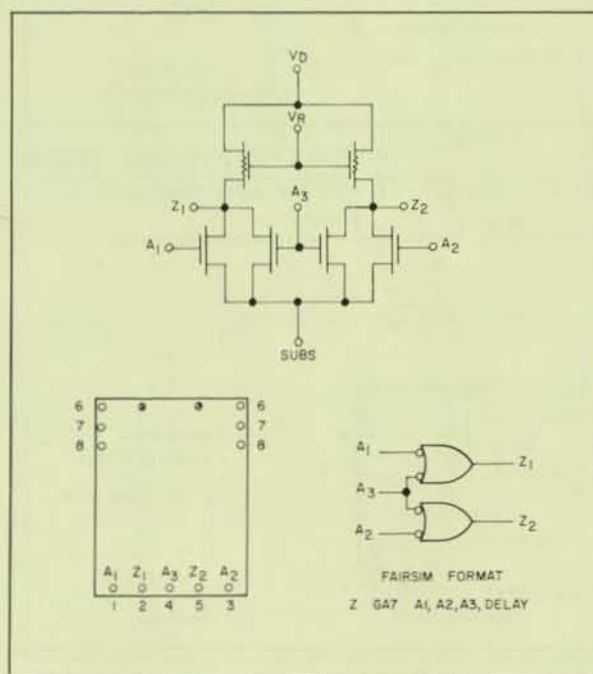 VD
VR
Z1 A3 Z2
A1 A2
SUBS
6 6
7 7
8 8
A1 Z1 A3 Z2 A2
1 2 4 5 3
A1 Z1
A3
A2 Z2
FAIRSIM FORMAT
Z GA7 A1, A2, A3, DELAY